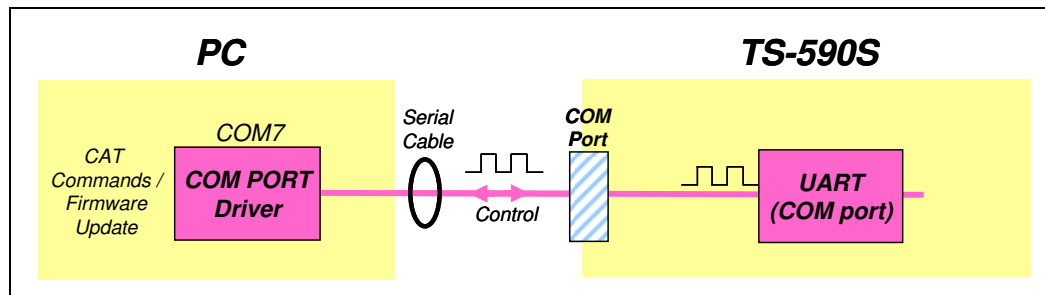 PC
TS-590S
COM7
CAT
Commands /
Firmware
Update
COM PORT
Driver
Serial
Cable
Control
COM
Port
UART
(COM port)